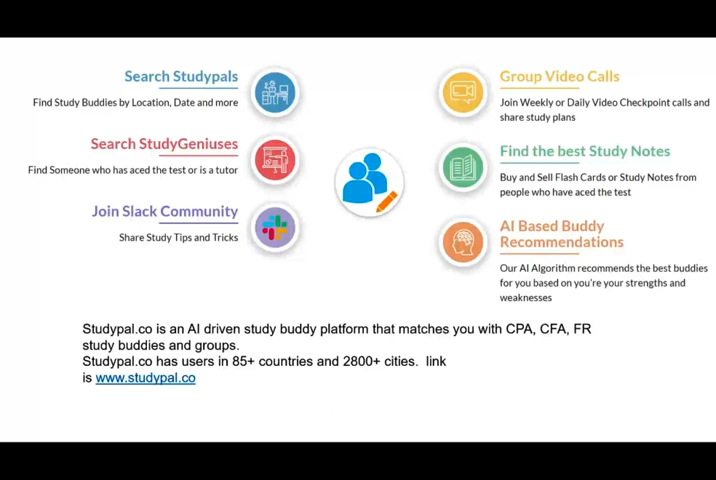 Search Studypals
Find Study Buddies by Location, Date and more
Search StudyGeniuses
Find Someone who has aced the test or is a tutor
Join Slack Community
Share Study Tips and Tricks
Group Video Calls
Join Weekly or Daily Video Checkpoint calls and
share study plans
Find the best Study Notes
Buy and Sell Flash Cards or Study Notes from
people who have aced the test
AI Based Buddy
Recommendations
Our AI Algorithm recommends the best buddies
for you based on you're your strengths and
weaknesses
Studypal.co is an AI driven study buddy platform that matches you with CPA, CFA, FR
study buddies and groups.
Studypal.co has users in 85+ countries and 2800+ cities. link
is www.studypal.co